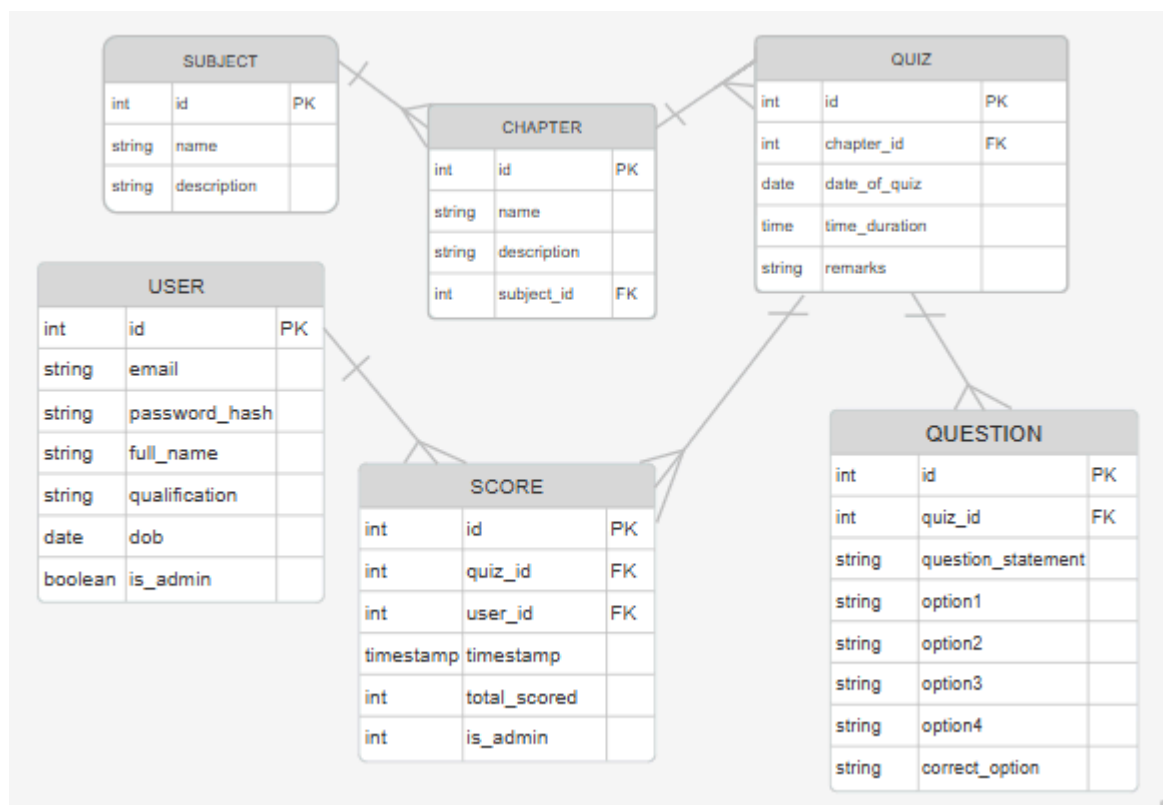 SUBJECT
int id PK
string name
string description
CHAPTER
int id PK
string name
string description
int subject_id FK
QUIZ
int id PK
int chapter_id FK
date date_of_quiz
time time_duration
string remarks
USER
int id PK
string email
string password_hash
string full_name
string qualification
date dob
boolean is_admin
SCORE
int id PK
int quiz_id FK
int user_id FK
timestamp timestamp
int total_scored
int is_admin
QUESTION
int id PK
int quiz_id FK
string question_statement
string option1
string option2
string option3
string option4
string correct_option